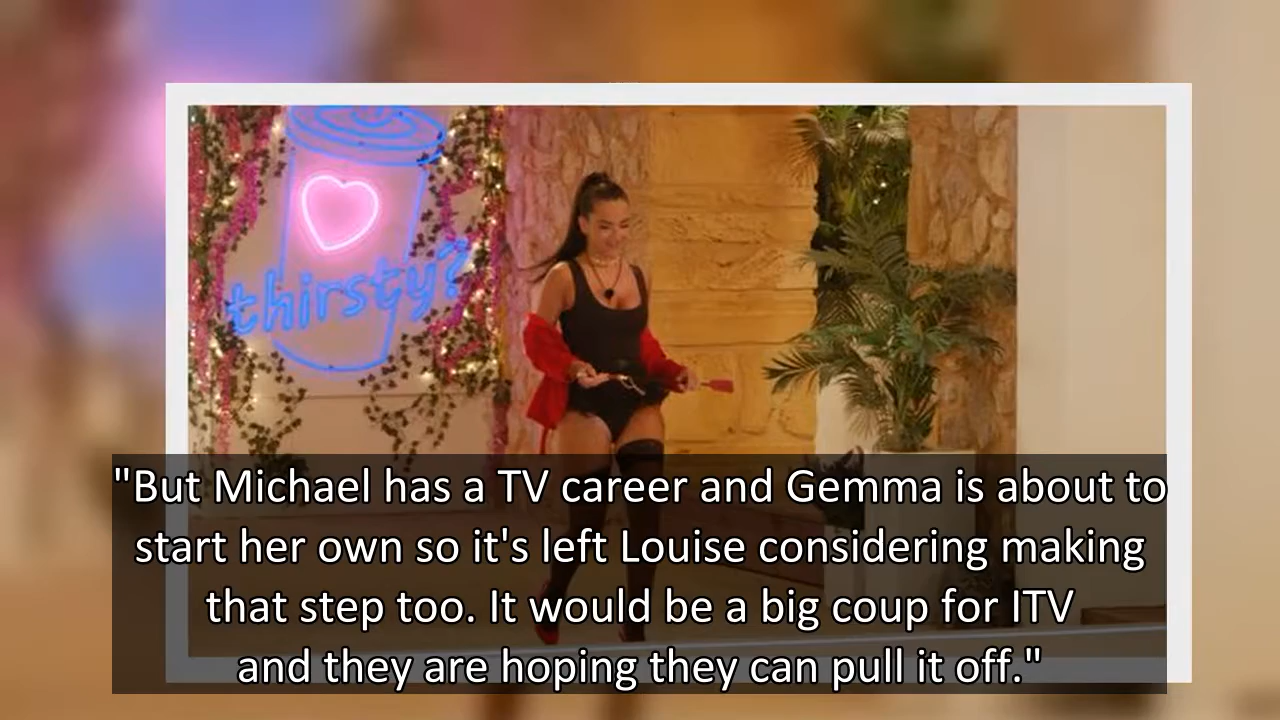 thirsty?
"But Michael has a TV career and Gemma is about to
start her own so it's left Louise considering making
that step too. It would be a big coup for ITV
and they are hoping they can pull it off."